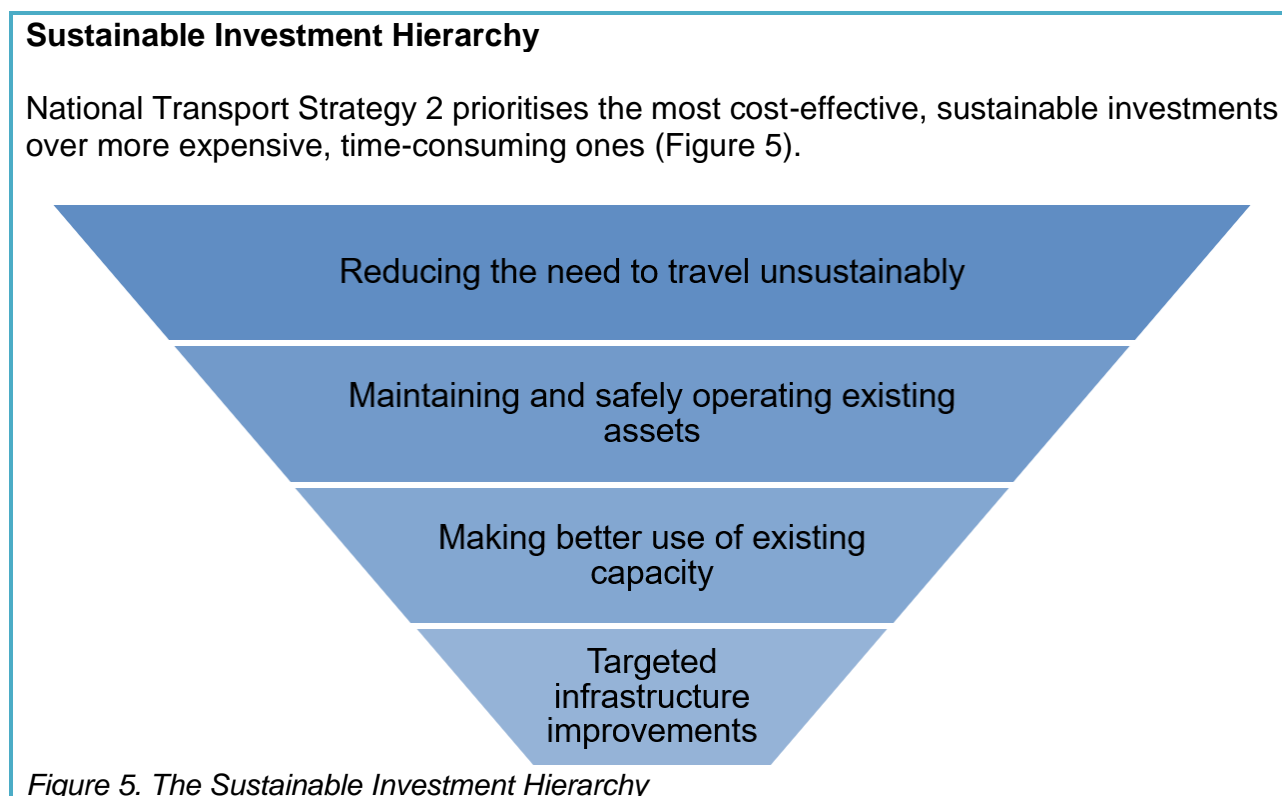 Sustainable Investment Hierarchy
National Transport Strategy 2 prioritises the most cost-effective, sustainable investments
over more expensive, time-consuming ones (Figure 5).
Reducing the need to travel unsustainably
Maintaining and safely operating existing
assets
Making better use of existing
capacity
Targeted
infrastructure
improvements
Figure 5. The Sustainable Investment Hierarchy